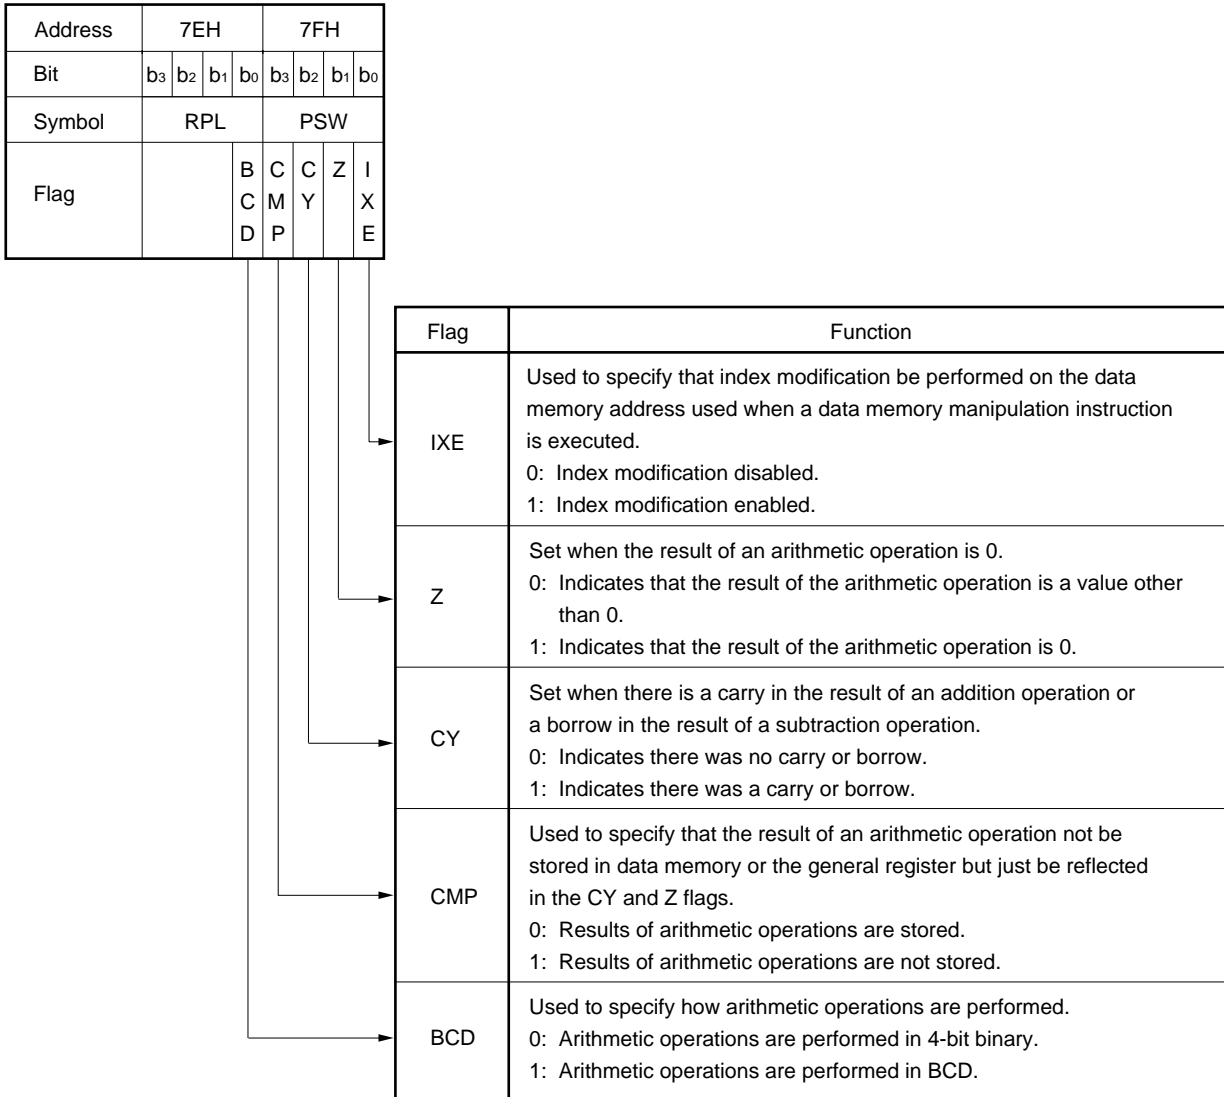 Address 7EH 7FH
Bit b3 b2 b1 b0 b3 b2 b1 b0
Symbol RPL PSW
Flag BCD CMP CY Z IXE
Flag Function
IXE
Used to specify that index modification be performed on the data
memory address used when a data memory manipulation instruction
is executed.
0: Index modification disabled.
1: Index modification enabled.
Z
Set when the result of an arithmetic operation is 0.
0: Indicates that the result of the arithmetic operation is a value other
than 0.
1: Indicates that the result of the arithmetic operation is 0.
CY
Set when there is a carry in the result of an addition operation or
a borrow in the result of a subtraction operation.
0: Indicates there was no carry or borrow.
1: Indicates there was a carry or borrow.
CMP
Used to specify that the result of an arithmetic operation not be
stored in data memory or the general register but just be reflected
in the CY and Z flags.
0: Results of arithmetic operations are stored.
1: Results of arithmetic operations are not stored.
BCD
Used to specify how arithmetic operations are performed.
0: Arithmetic operations are performed in 4-bit binary.
1: Arithmetic operations are performed in BCD.